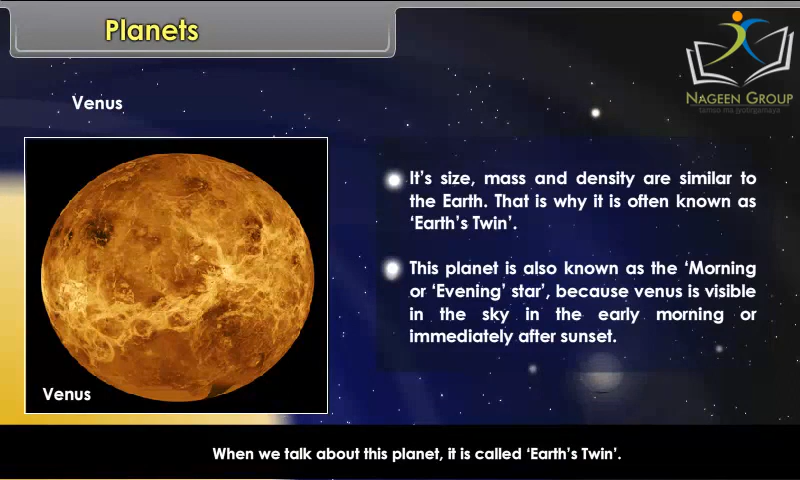 Planets
NAGEEN GROUP
tamso ma jyotirgamaya
Venus
It's size, mass and density are similar to
the Earth. That is why it is often known as
'Earth's Twin'.
This planet is also known as the 'Morning
or 'Evening' star', because venus is visible
in the sky in the early morning or
immediately after sunset.
Venus
When we talk about this planet, it is called 'Earth's Twin'.